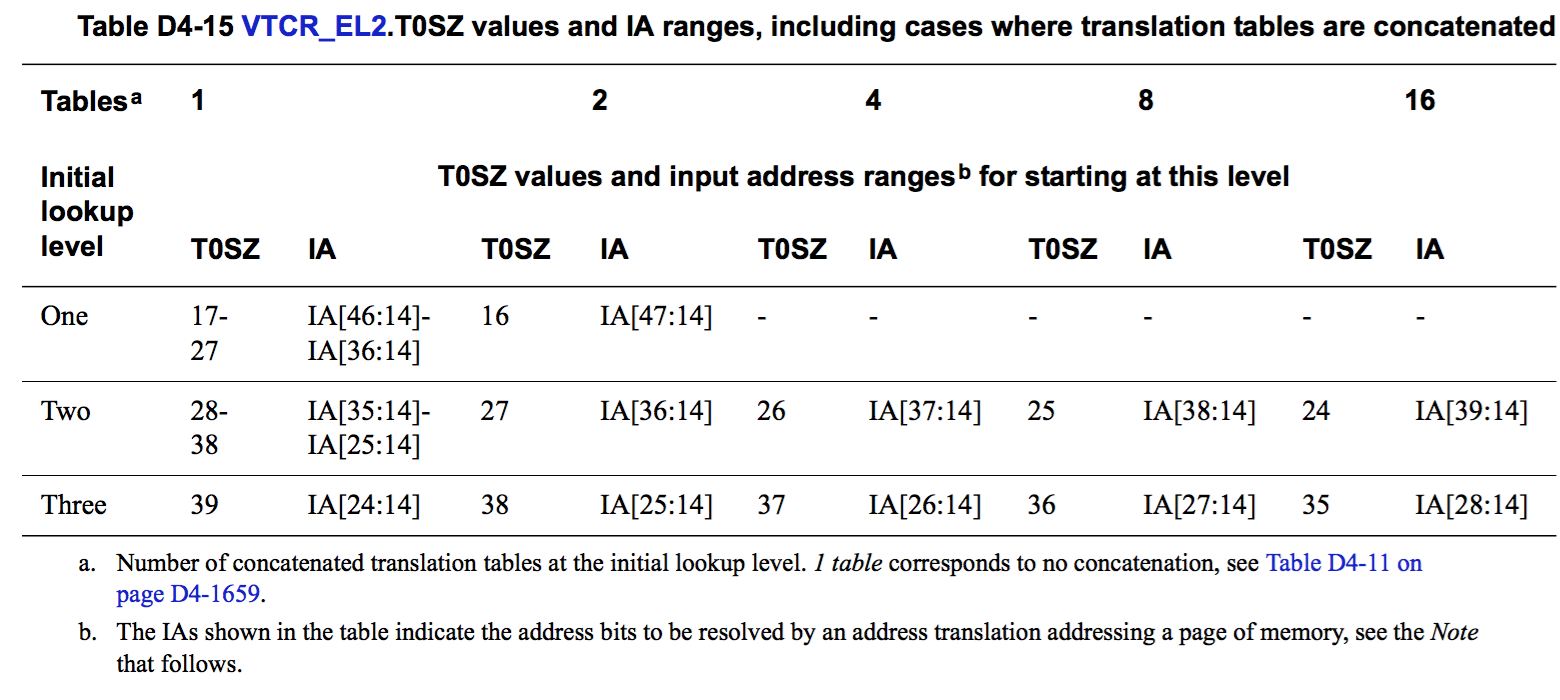 Table D4-15 VTCR_EL2.T0SZ values and IA ranges, including cases where translation tables are concatenated
Tables a 1 2 4 8 16
Initial lookup level
T0SZ values and input address ranges b for starting at this level
T0SZ IA T0SZ IA T0SZ IA T0SZ IA T0SZ IA
One 17- IA[46:14]- 16 IA[47:14] - - - - - -
27 IA[36:14]
Two 28- IA[35:14]- 27 IA[36:14] 26 IA[37:14] 25 IA[38:14] 24 IA[39:14]
38 IA[25:14]
Three 39 IA[24:14] 38 IA[25:14] 37 IA[26:14] 36 IA[27:14] 35 IA[28:14]
a. Number of concatenated translation tables at the initial lookup level. 1 table corresponds to no concatenation, see Table D4-11 on
page D4-1659.
b. The IAs shown in the table indicate the address bits to be resolved by an address translation addressing a page of memory, see the Note
that follows.